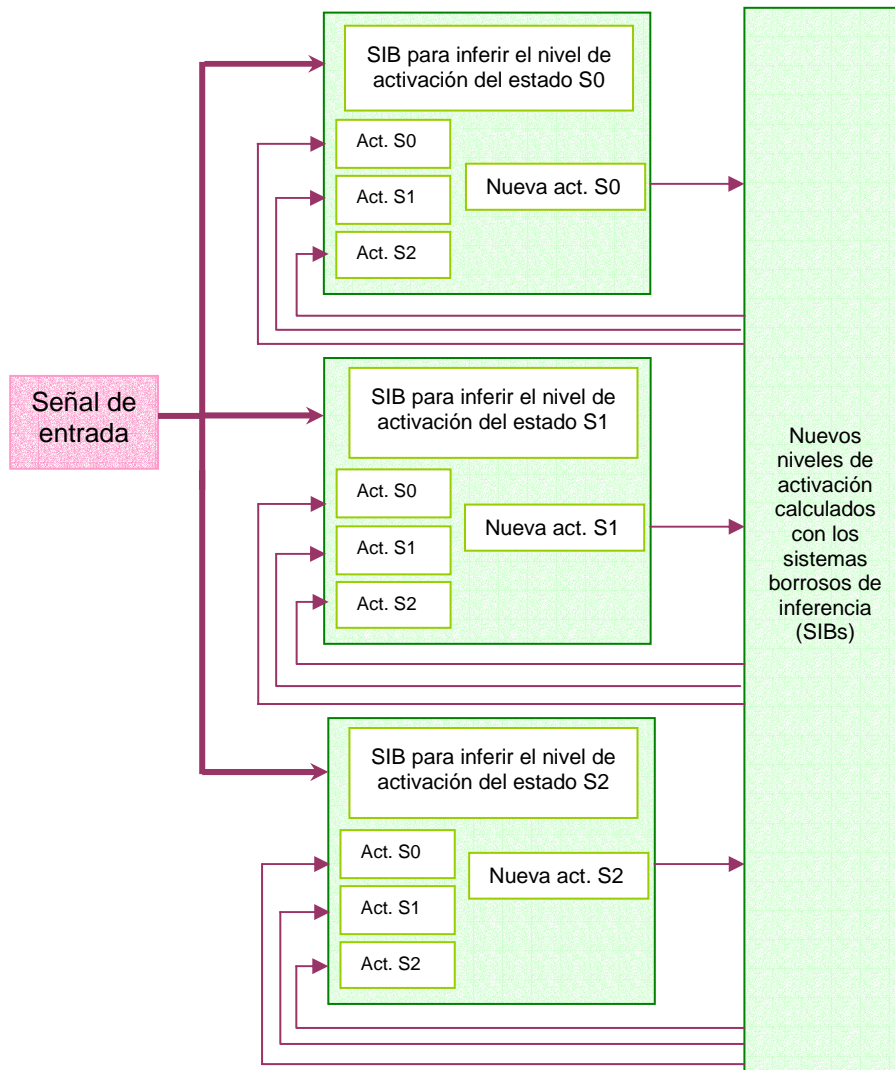 SIB para inferir el nivel de
activación del estado S0
Act. S0
Act. S1
Act. S2
Nueva act. S0
Señal de
entrada
SIB para inferir el nivel de
activación del estado S1
Act. S0
Act. S1
Act. S2
Nueva act. S1
SIB para inferir el nivel de
activación del estado S2
Act. S0
Act. S1
Act. S2
Nueva act. S2
Nuevos
niveles de
activación
calculados
con los
sistemas
borrosos de
inferencia
(SIBs)